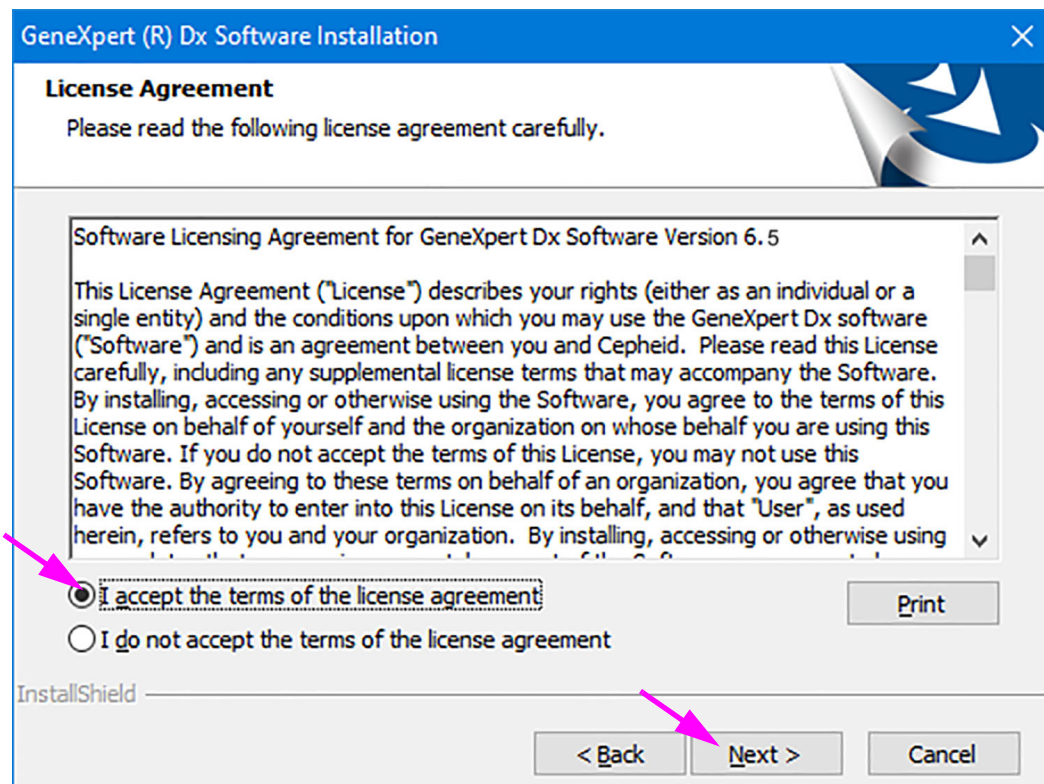 GeneXpert (R) Dx Software Installation
License Agreement
Please read the following license agreement carefully.
Software Licensing Agreement for GeneXpert Dx Software Version 6.5
This License Agreement ("License") describes your rights (either as an individual or a
single entity) and the conditions upon which you may use the GeneXpert Dx software
("Software") and is an agreement between you and Cepheid.  Please read this License
carefully, including any supplemental license terms that may accompany the Software.
By installing, accessing or otherwise using the Software, you agree to the terms of this
License on behalf of yourself and the organization on whose behalf you are using this
Software. If you do not accept the terms of this License, you may not use this
Software. By agreeing to these terms on behalf of an organization, you agree that you
have the authority to enter into this License on its behalf, and that "User", as used
herein, refers to you and your organization.  By installing, accessing or otherwise using
I accept the terms of the license agreement
Print
I do not accept the terms of the license agreement
InstallShield
< Back
Next >
Cancel